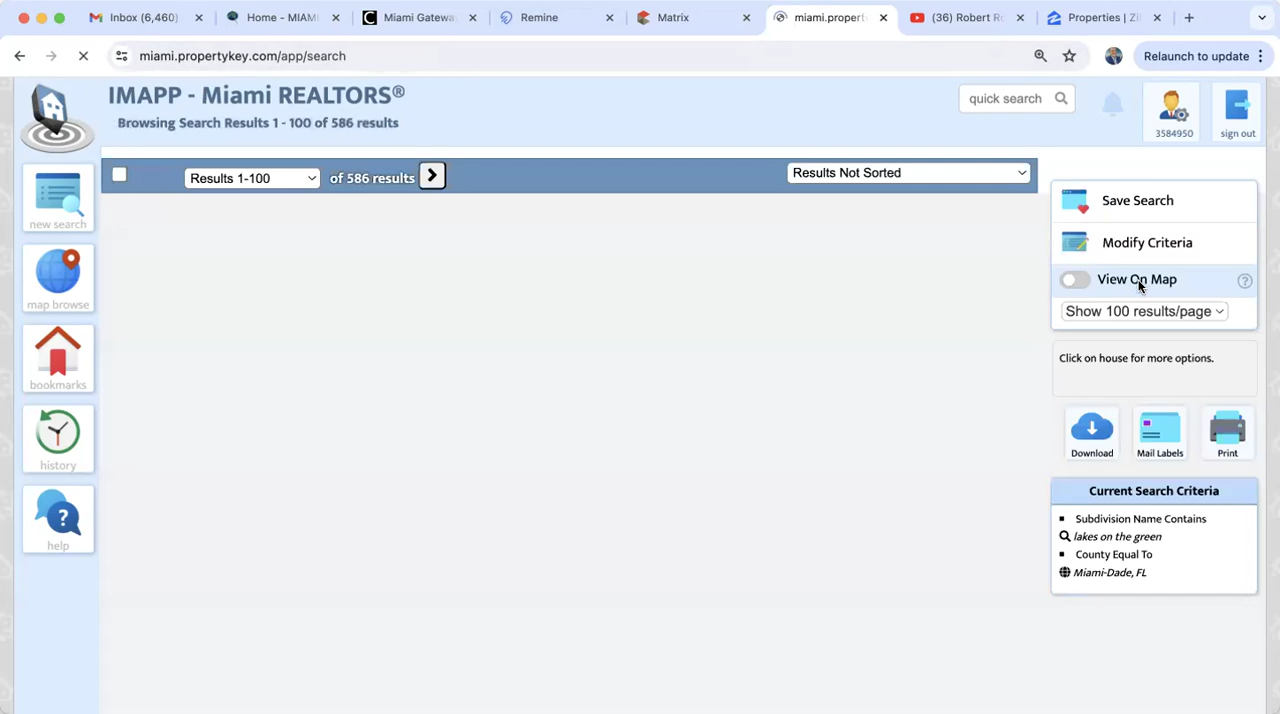 Inbox (6,460)
Home - MIAMI
Miami Gateway
Remine
Matrix
miami.propert
(36) Robert R
Properties | Zil
miami.propertykey.com/app/search
Relaunch to update
IMAPP - Miami REALTORS®
Browsing Search Results 1 - 100 of 586 results
quick search
3584950
sign out
Results 1-100
of 586 results
Results Not Sorted
new search
map browse
bookmarks
history
help
Save Search
Modify Criteria
View On Map
Show 100 results/page
Click on house for more options.
Download
Mail Labels
Print
Current Search Criteria
Subdivision Name Contains
lakes on the green
County Equal To
Miami-Dade, FL